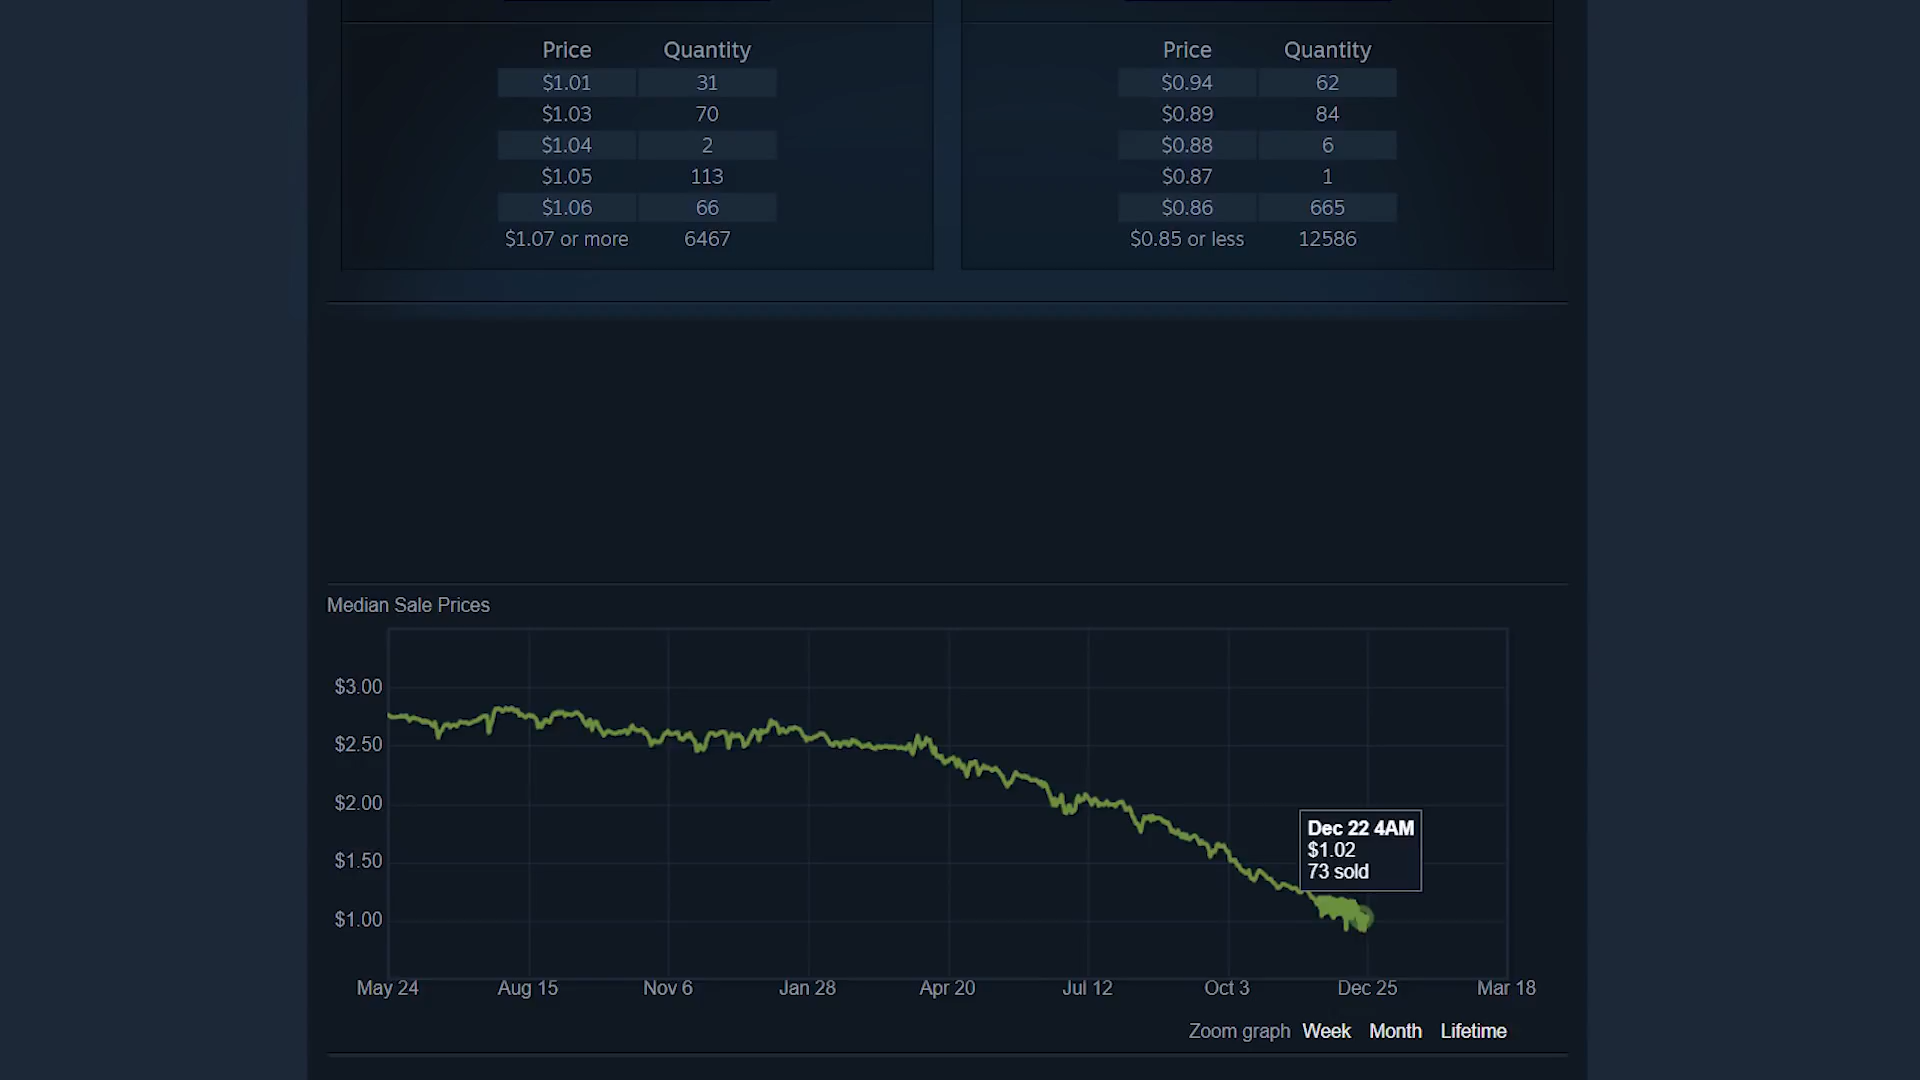 Price Quantity
$1.01 31
$1.03 70
$1.04 2
$1.05 113
$1.06 66
$1.07 or more 6467
Price Quantity
$0.94 62
$0.89 84
$0.88 6
$0.87 1
$0.86 665
$0.85 or less 12586
Median Sale Prices
$3.00
$2.50
$2.00
$1.50
$1.00
Dec 22 4AM
$1.02
73 sold
May 24 Aug 15 Nov 6 Jan 28 Apr 20 Jul 12 Oct 3 Dec 25 Mar 18
Zoom graph Week Month Lifetime